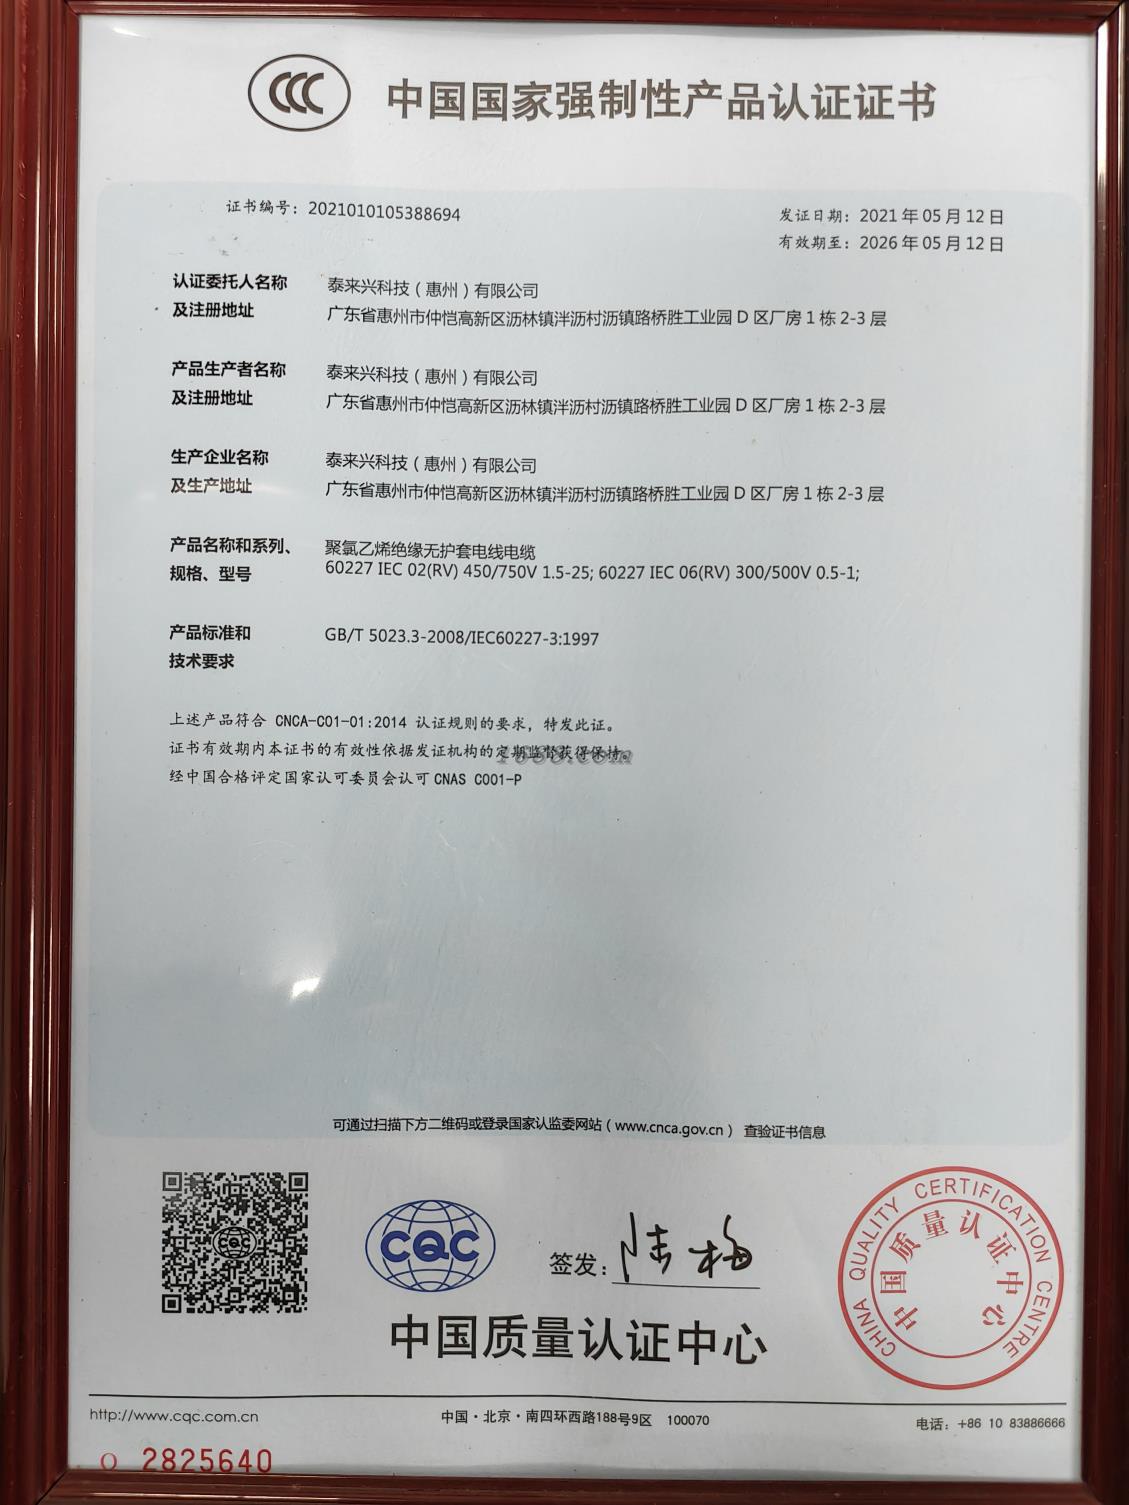 CCC 中国国家强制性产品认证证书
证书编号：2021010105388694
发证日期：2021 年 05 月 12 日
有效期至：2026 年 05 月 12 日
认证委托人名称 泰来兴科技（惠州）有限公司
及注册地址 广东省惠州市仲恺高新区沥林镇泮沥村沥镇路桥胜工业园 D 区厂房 1 栋 2-3 层
产品生产者名称 泰来兴科技（惠州）有限公司
及注册地址 广东省惠州市仲恺高新区沥林镇泮沥村沥镇路桥胜工业园 D 区厂房 1 栋 2-3 层
生产企业名称 泰来兴科技（惠州）有限公司
及生产地址 广东省惠州市仲恺高新区沥林镇泮沥村沥镇路桥胜工业园 D 区厂房 1 栋 2-3 层
产品名称和系列、 聚氯乙烯绝缘无护套电线电缆
规格、型号 60227 IEC 02(RV) 450/750V 1.5-25; 60227 IEC 06(RV) 300/500V 0.5-1;
产品标准和 GB/T 5023.3-2008/IEC60227-3:1997
技术要求
上述产品符合 CNCA-C01-01:2014 认证规则的要求，特发此证。
证书有效期内本证书的有效性依据发证机构的定期监督获得保持。
1688.com
经中国合格评定国家认可委员会认可 CNAS C001-P
可通过扫描下方二维码或登录国家认监委网站（www.cnca.gov.cn） 查验证书信息
CQC
CQC
签发：陆梅
中国质量认证中心
CHINA QUALITY CERTIFICATION CENTRE
中国质量认证中心
http://www.cqc.com.cn
中国·北京·南四环西路188号9区 100070
电话：+86 10 83886666
O 2825640